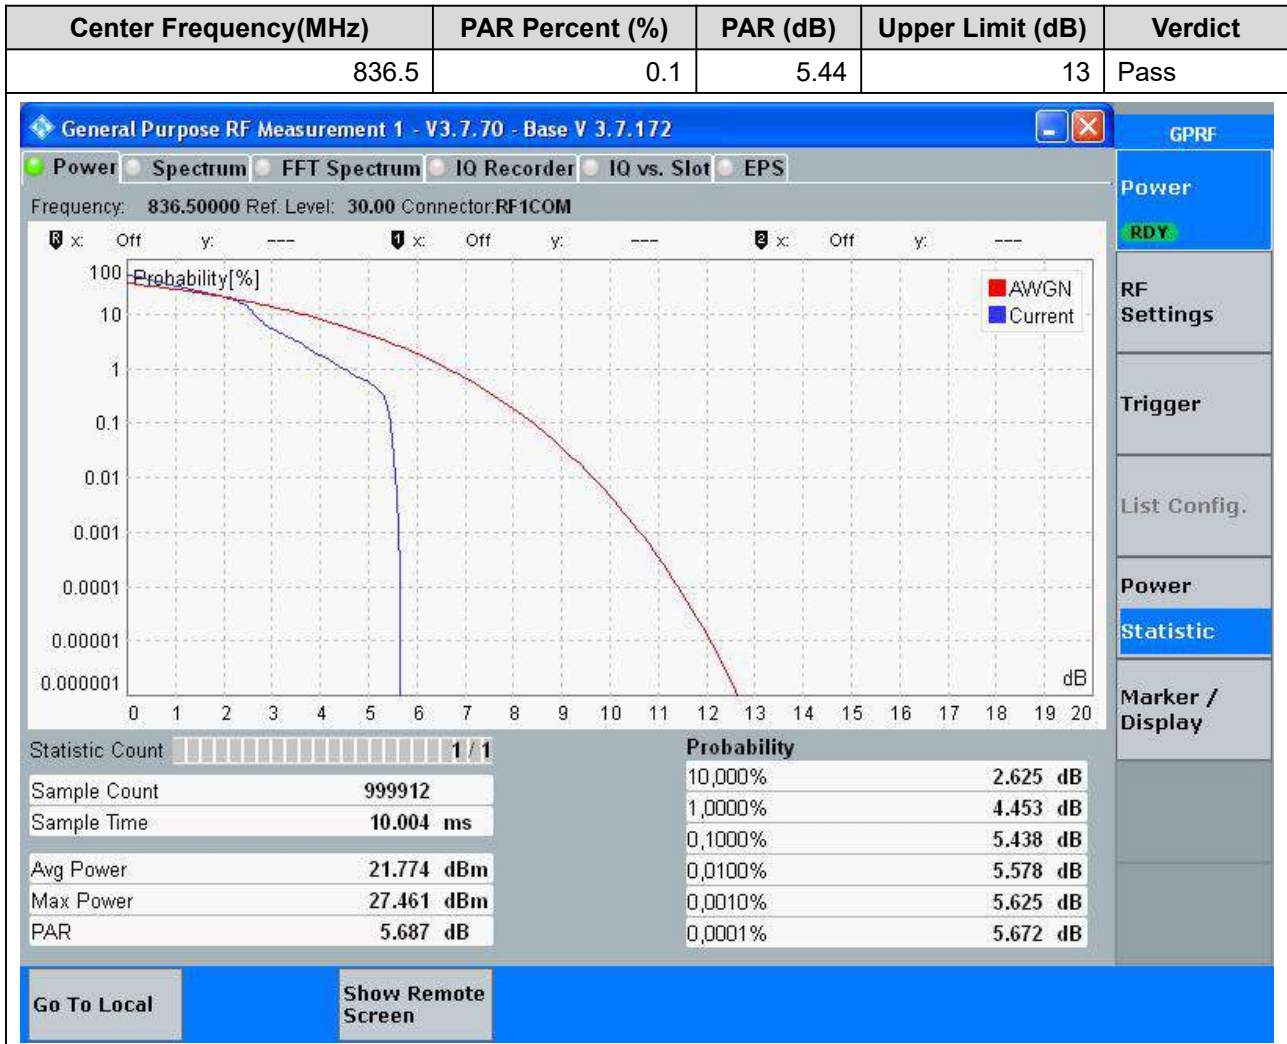 Center Frequency(MHz) PAR Percent (%) PAR (dB) Upper Limit (dB) Verdict
836.5 0.1 5.44 13 Pass
General Purpose RF Measurement 1 - V3.7.70 - Base V 3.7.172
GPRF
Power Spectrum FFT Spectrum IQ Recorder IQ vs. Slot EPS
Power
RDY
Frequency: 836.50000 Ref. Level: 30.00 Connector:RF1COM
R x: Off y: --- 1 x: Off y: --- 2 x: Off y: ---
Probability[%]
AWGN
Current
100
10
1
0.1
0.01
0.001
0.0001
0.00001
0.000001
dB
0 1 2 3 4 5 6 7 8 9 10 11 12 13 14 15 16 17 18 19 20
RF
Settings
Trigger
List Config.
Power
Statistic
Marker /
Display
Statistic Count 1 / 1
Sample Count 999912
Sample Time 10.004 ms
Avg Power 21.774 dBm
Max Power 27.461 dBm
PAR 5.687 dB
Probability
10,000% 2.625 dB
1,0000% 4.453 dB
0,1000% 5.438 dB
0,0100% 5.578 dB
0,0010% 5.625 dB
0,0001% 5.672 dB
Go To Local
Show Remote
Screen